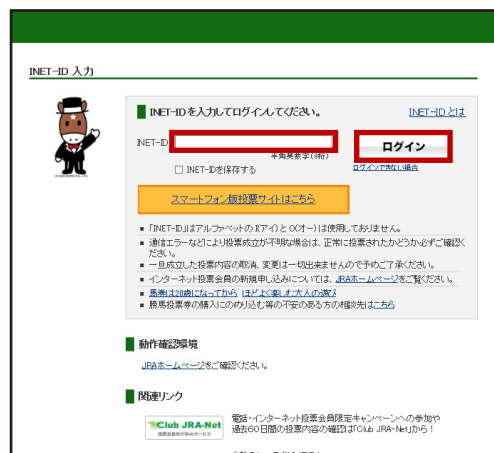 INET-ID 入力
INET-IDを入力してログインしてください。
INET-IDとは
INET-ID
ログイン
半角英数字(8桁)
INET-IDを保存する
ログインできない場合
スマートフォン版投票サイトはこちら
「INET-ID」はアルファベットの I(アイ)と O(オー)は使用しておりません。
通信エラーなどにより投票成立が不明な場合は、正常に投票されたかどうか必ずご確認く
ださい。
一旦成立した投票内容の取消、変更は一切出来ませんので予めご了承ください。
インターネット投票会員の新規申し込みについては、JRAホームページをご覧ください。
馬券は20歳になってから ほどよく楽しむ大人の遊び
勝馬投票券の購入にのめり込む等の不安のある方の相談先はこちら
動作確認環境
JRAホームページをご確認ください。
関連リンク
Club JRA-Net
投票会員向けWebサービス
電話・インターネット投票会員限定キャンペーンへの参加や
過去60日間の投票内容の確認は「Club JRA-Net」から！